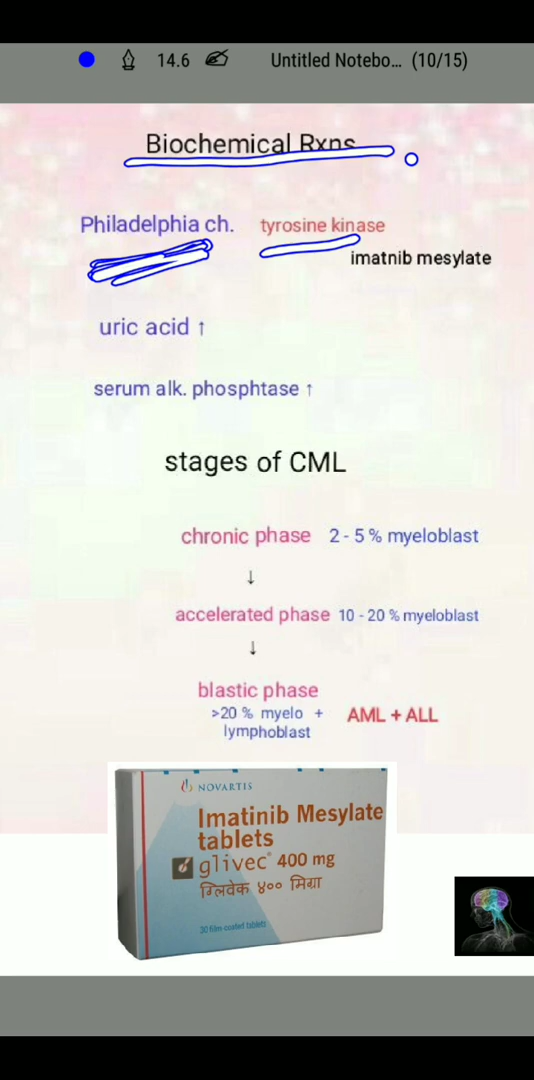 14.6 Untitled Notebo... (10/15)
Biochemical Rxns
Philadelphia ch. tyrosine kinase
imatnib mesylate
uric acid ↑
serum alk. phosphtase ↑
stages of CML
chronic phase 2 - 5 % myeloblast
↓
accelerated phase 10 - 20 % myeloblast
↓
blastic phase
>20 % myelo + AML + ALL
lymphoblast
NOVARTIS
Imatinib Mesylate
tablets
glivec® 400 mg
ग्लिवेक ४०० मिग्रा
30 film-coated tablets